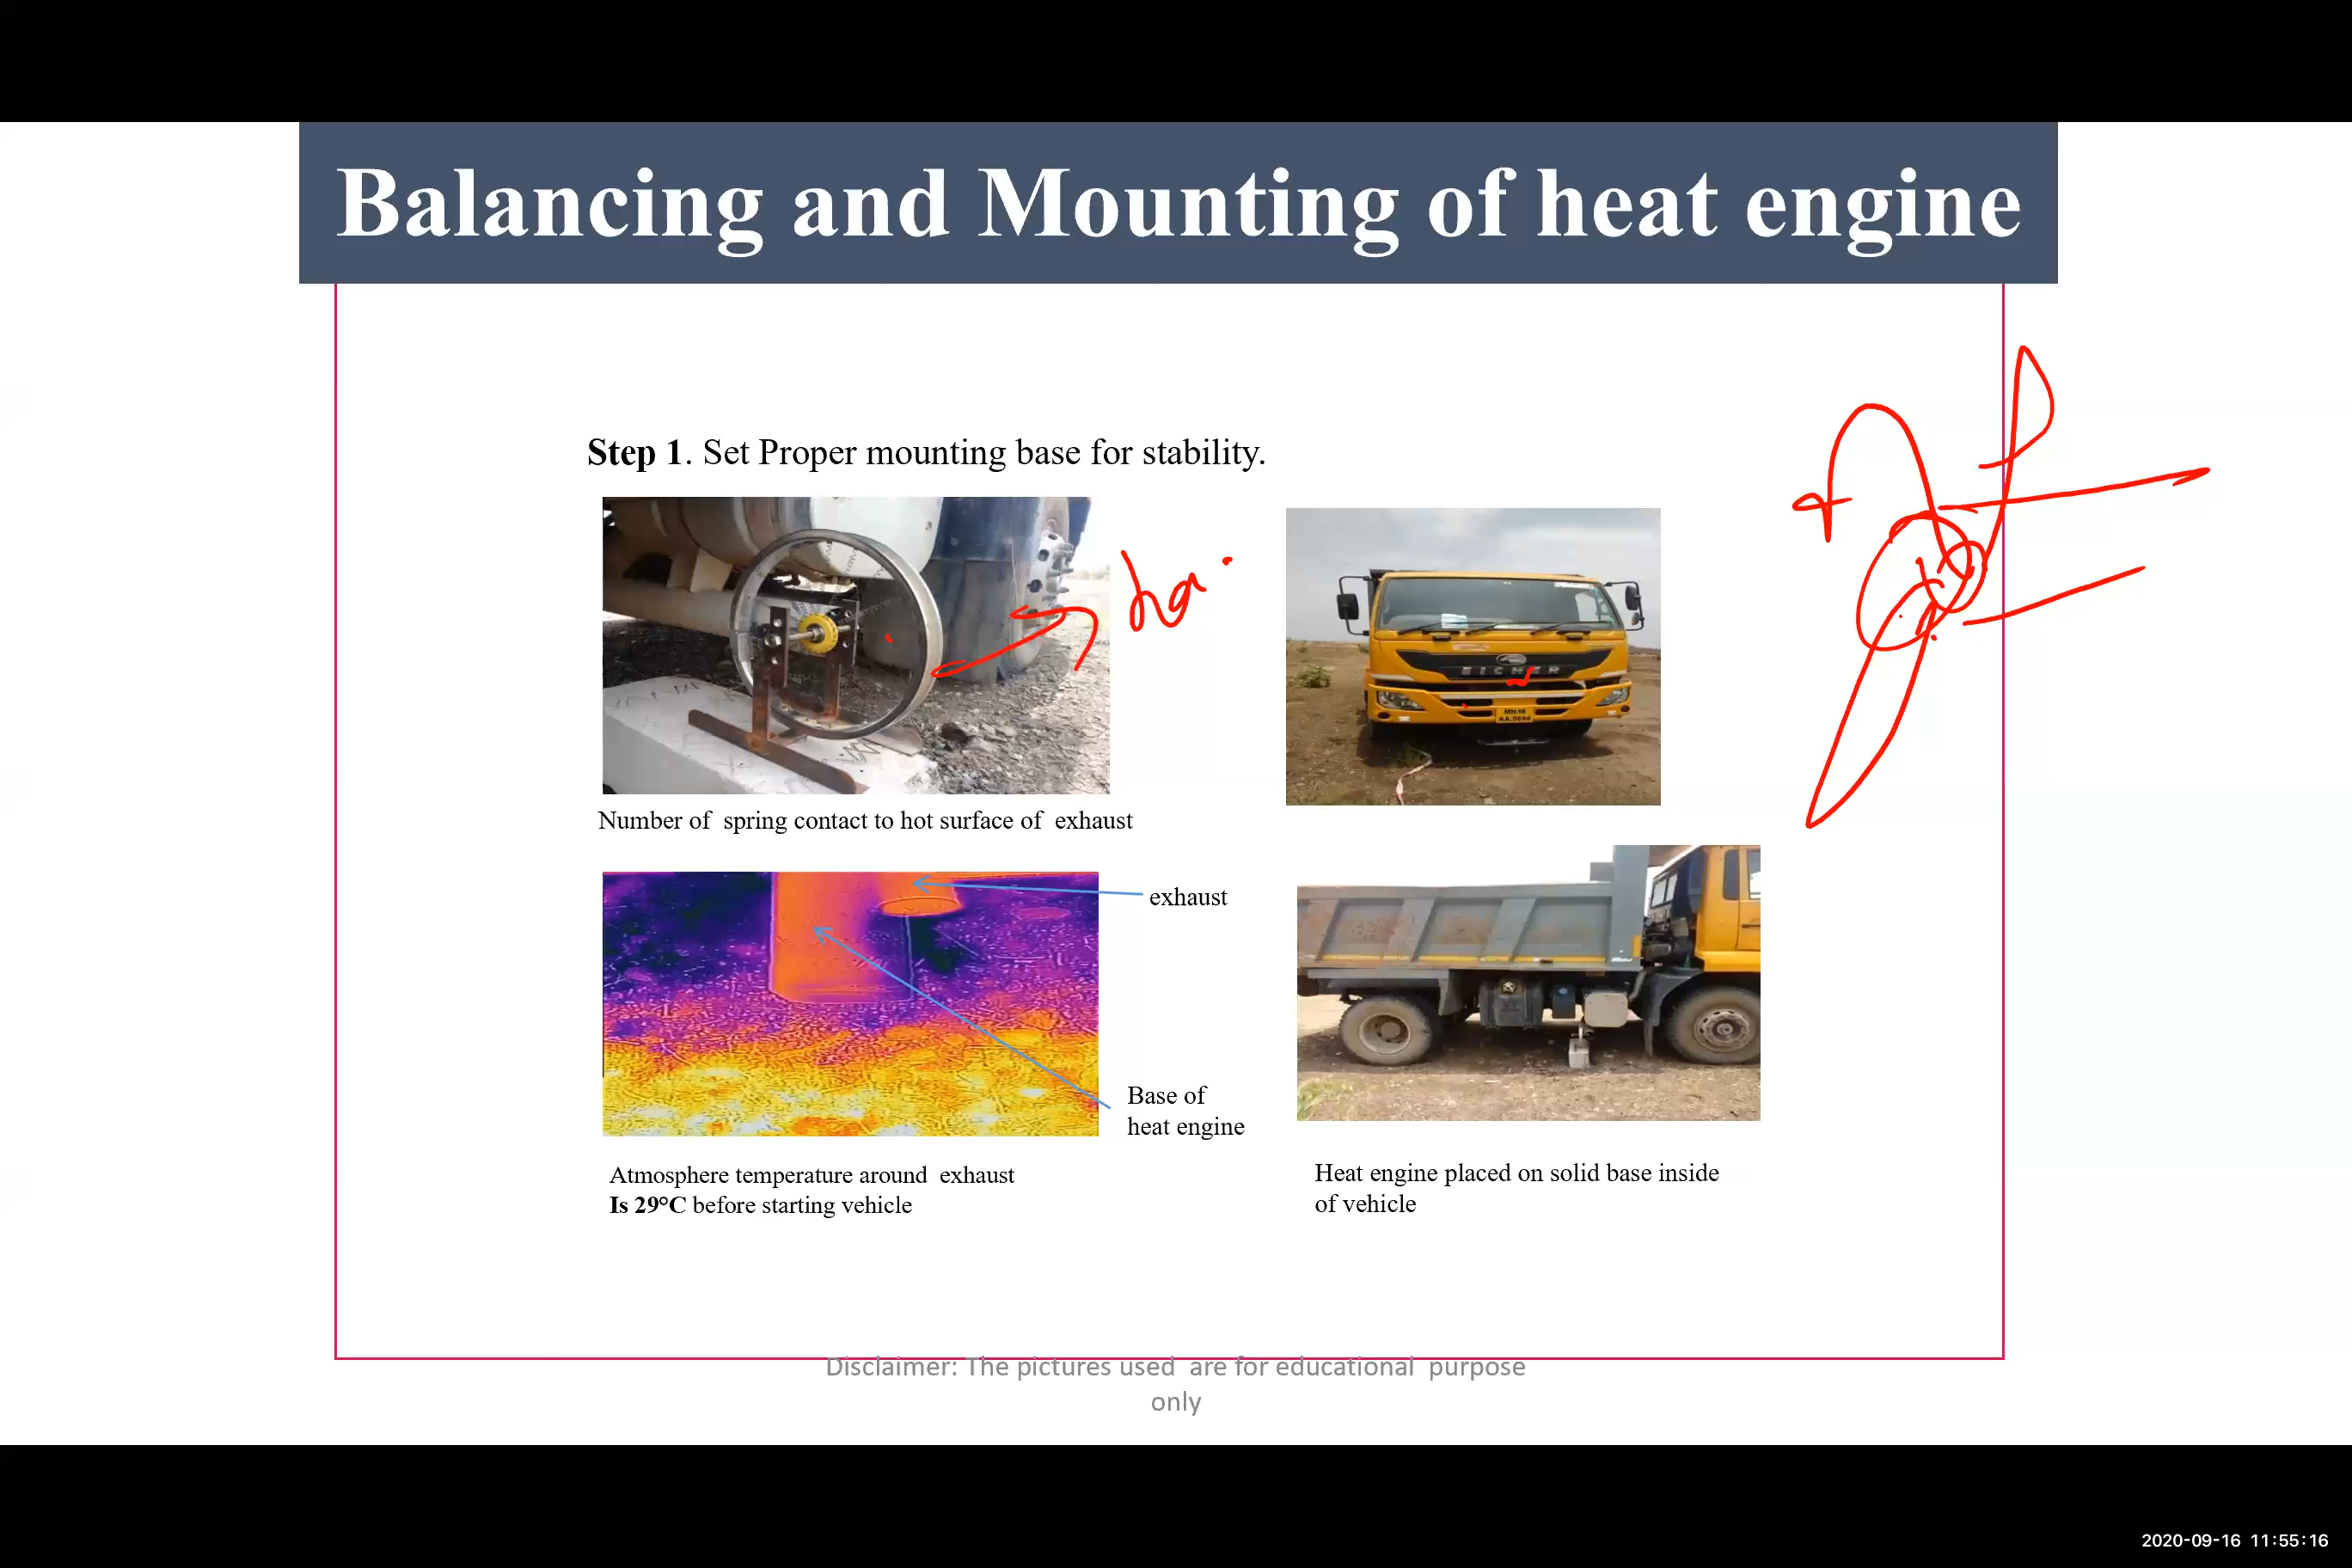 Balancing and Mounting of heat engine
Step 1. Set Proper mounting base for stability.
EICHER
Number of spring contact to hot surface of exhaust
exhaust
Base of
heat engine
Atmosphere temperature around exhaust
Is 29°C before starting vehicle
Heat engine placed on solid base inside
of vehicle
Disclaimer: The pictures used are for educational purpose
only
2020-09-16 11:55:16